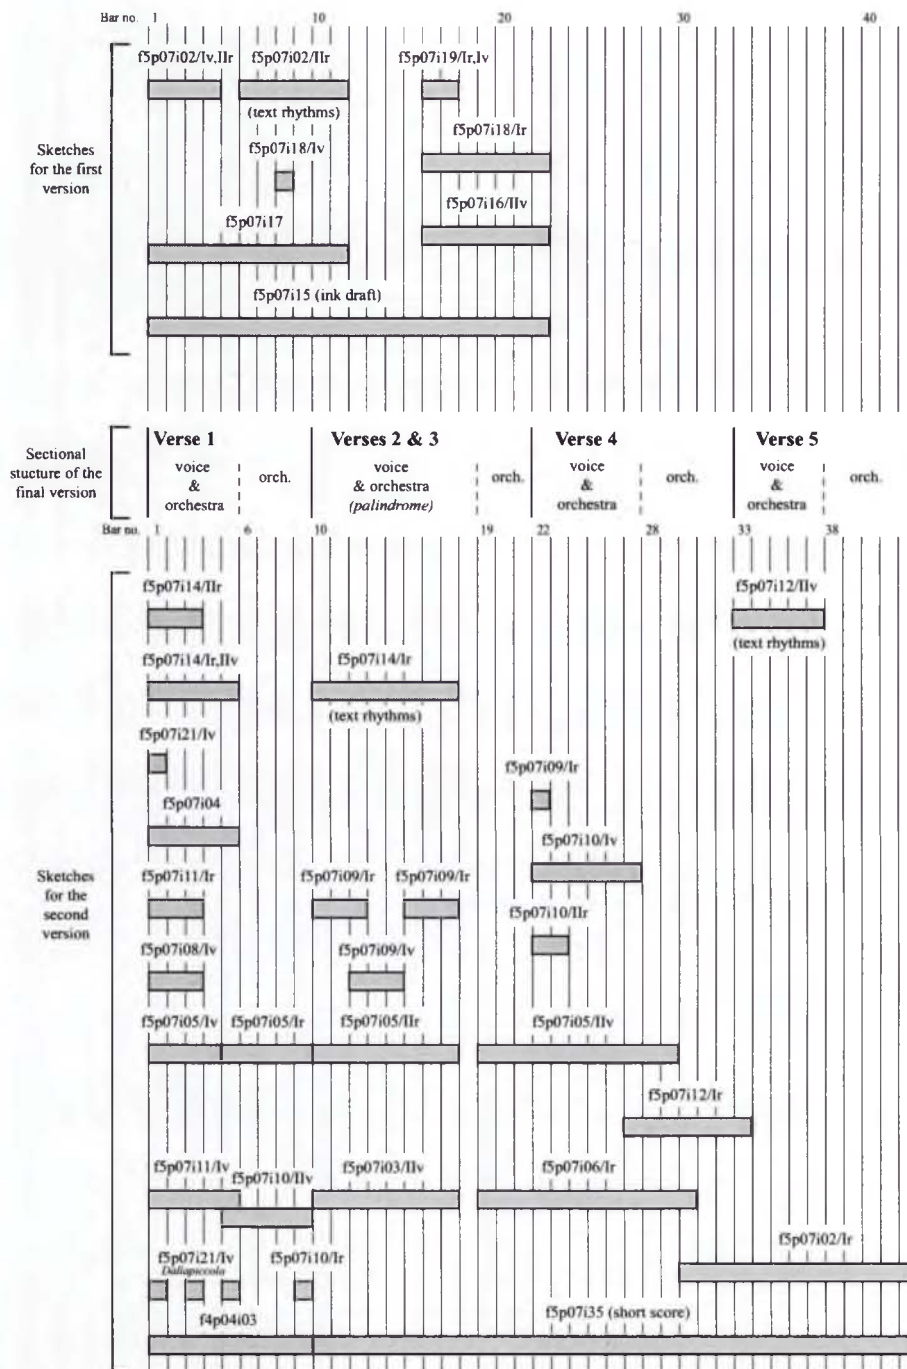 Bar no. 1 10 20 30 40
f5p07i02/Iv,IIr f5p07i02/IIr f5p07i19/Ir,Iv
(text rhythms)
f5p07i18/Ir
f5p07i18/Iv
Sketches
for the first
version
f5p07i16/IIv
f5p07i17
f5p07i15 (ink draft)
Verse 1 Verses 2 & 3 Verse 4 Verse 5
Sectional
stucture of the
final version
voice
&
orchestra
orch.
voice
& orchestra
(palindrome)
orch.
voice
&
orchestra
orch.
voice
&
orchestra
orch.
Bar no. 1 6 10 19 22 28 33 38
f5p07i14/IIr f5p07i12/IIv
(text rhythms)
f5p07i14/Ir,IIv f5p07i14/Ir
(text rhythms)
f5p07i21/Iv
f5p07i09/Ir
f5p07i04
f5p07i10/Iv
Sketches
for the
second
version
f5p07i11/Ir f5p07i09/Ir f5p07i09/Ir
f5p07i10/IIr
f5p07i08/Iv f5p07i09/Iv
f5p07i05/Iv f5p07i05/Ir f5p07i05/IIr f5p07i05/IIv
f5p07i12/Ir
f5p07i11/Iv f5p07i10/IIv f5p07i03/IIv f5p07i06/Ir
f5p07i02/Ir
f5p07i21/Iv f5p07i10/Ir
Dallapiccola
f4p04i03 f5p07i35 (short score)